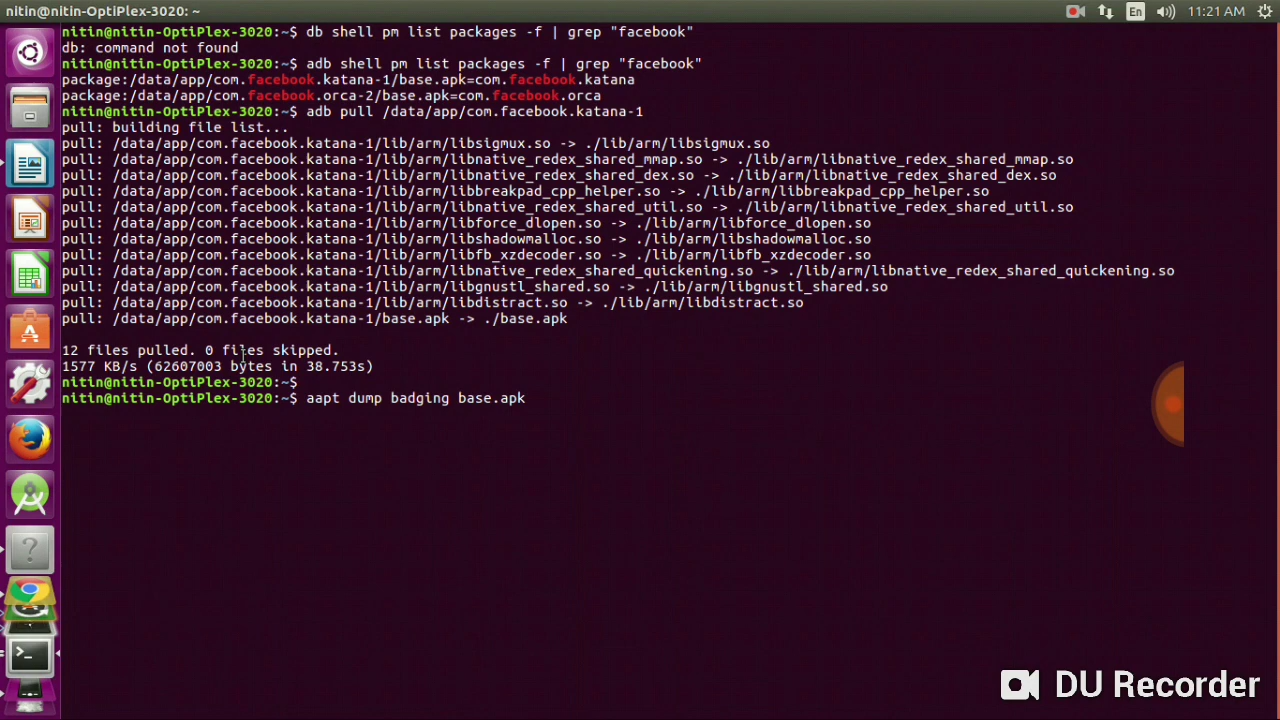 nitin@nitin-OptiPlex-3020: ~
En
11:21 AM
nitin@nitin-OptiPlex-3020:~$ db shell pm list packages -f | grep "facebook"
db: command not found
nitin@nitin-OptiPlex-3020:~$ adb shell pm list packages -f | grep "facebook"
package:/data/app/com.facebook.katana-1/base.apk=com.facebook.katana
package:/data/app/com.facebook.orca-2/base.apk=com.facebook.orca
nitin@nitin-OptiPlex-3020:~$ adb pull /data/app/com.facebook.katana-1
pull: building file list...
pull: /data/app/com.facebook.katana-1/lib/arm/libsigmux.so -> ./lib/arm/libsigmux.so
pull: /data/app/com.facebook.katana-1/lib/arm/libnative_redex_shared_mmap.so -> ./lib/arm/libnative_redex_shared_mmap.so
pull: /data/app/com.facebook.katana-1/lib/arm/libnative_redex_shared_dex.so -> ./lib/arm/libnative_redex_shared_dex.so
pull: /data/app/com.facebook.katana-1/lib/arm/libbreakpad_cpp_helper.so -> ./lib/arm/libbreakpad_cpp_helper.so
pull: /data/app/com.facebook.katana-1/lib/arm/libnative_redex_shared_util.so -> ./lib/arm/libnative_redex_shared_util.so
pull: /data/app/com.facebook.katana-1/lib/arm/libforce_dlopen.so -> ./lib/arm/libforce_dlopen.so
pull: /data/app/com.facebook.katana-1/lib/arm/libshadowmalloc.so -> ./lib/arm/libshadowmalloc.so
pull: /data/app/com.facebook.katana-1/lib/arm/libfb_xzdecoder.so -> ./lib/arm/libfb_xzdecoder.so
pull: /data/app/com.facebook.katana-1/lib/arm/libnative_redex_shared_quickening.so -> ./lib/arm/libnative_redex_shared_quickening.so
pull: /data/app/com.facebook.katana-1/lib/arm/libgnustl_shared.so -> ./lib/arm/libgnustl_shared.so
pull: /data/app/com.facebook.katana-1/lib/arm/libdistract.so -> ./lib/arm/libdistract.so
pull: /data/app/com.facebook.katana-1/base.apk -> ./base.apk
12 files pulled. 0 files skipped.
1577 KB/s (62607003 bytes in 38.753s)
nitin@nitin-OptiPlex-3020:~$
nitin@nitin-OptiPlex-3020:~$ aapt dump badging base.apk
DU Recorder